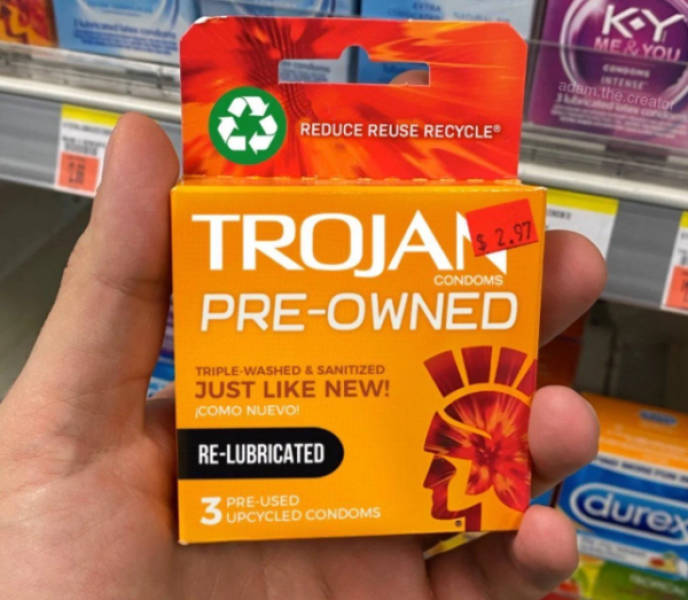 K-Y
ME & YOU
CONDOMS
INTENSE
adam.the.creator
REDUCE REUSE RECYCLE®
TROJAN
$ 2.97
CONDOMS
PRE-OWNED
TRIPLE-WASHED & SANITIZED
JUST LIKE NEW!
¡COMO NUEVO!
RE-LUBRICATED
3 PRE-USED
UPCYCLED CONDOMS
durex